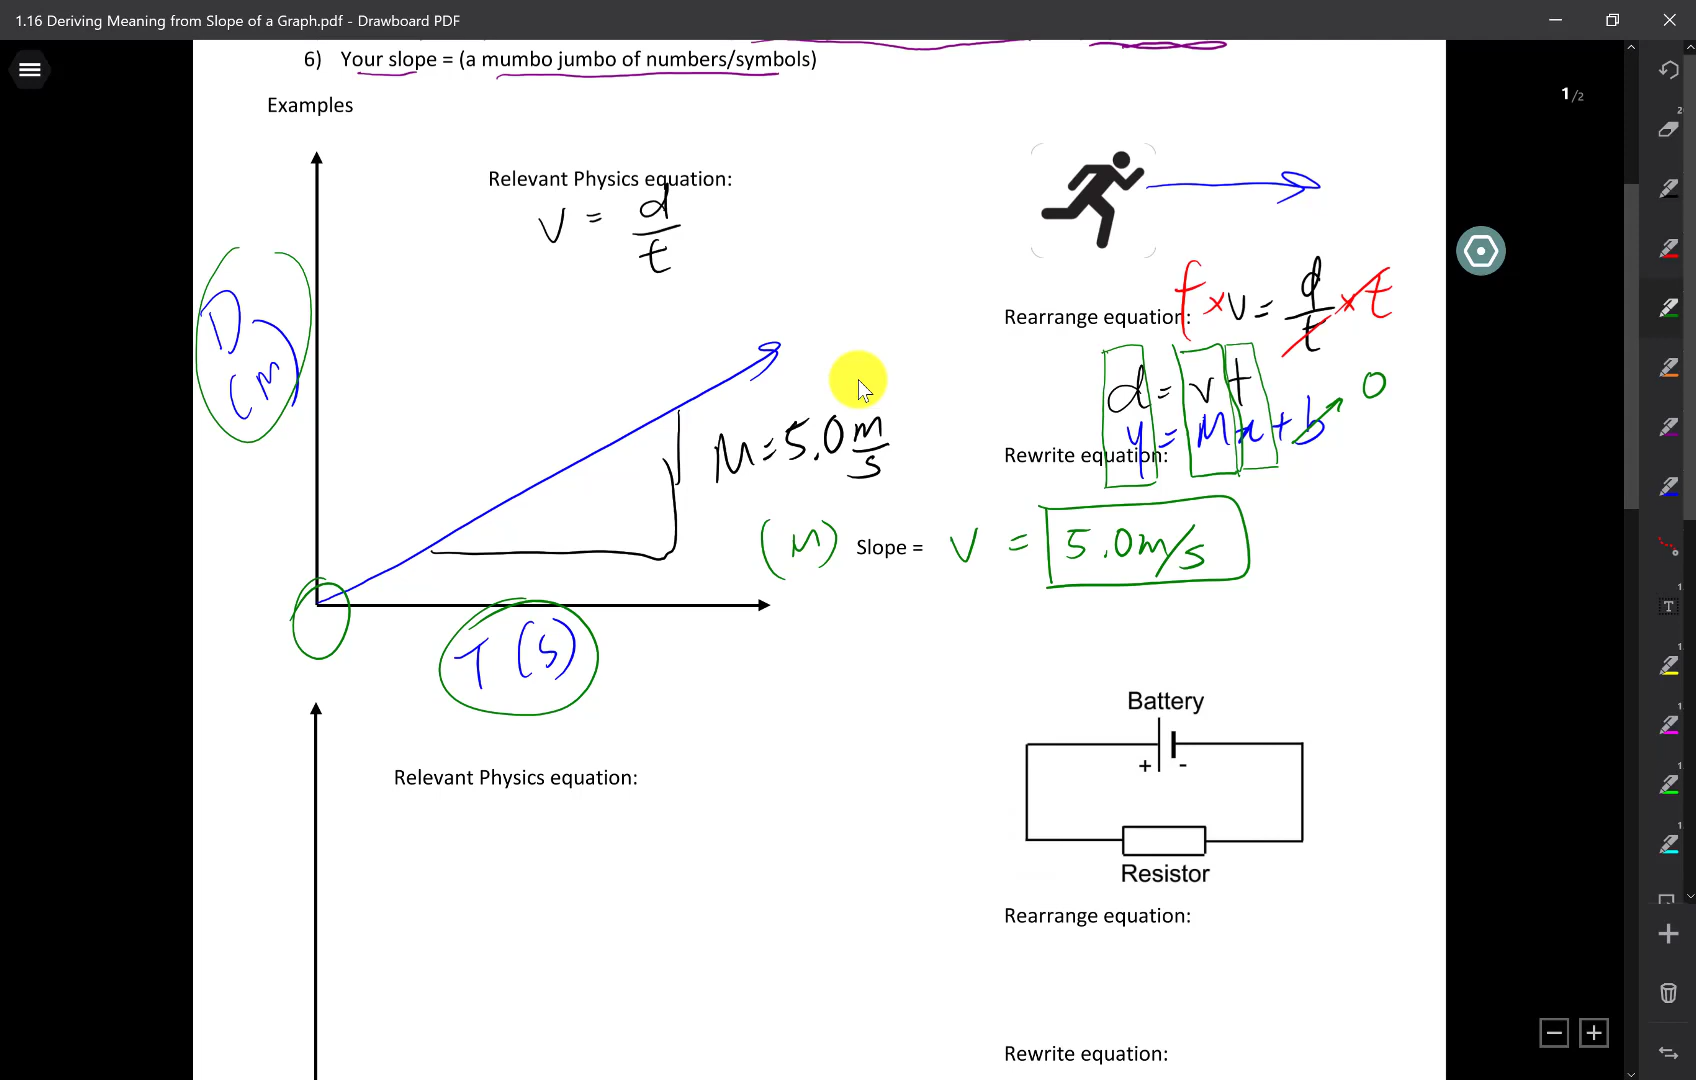 1.16 Deriving Meaning from Slope of a Graph.pdf - Drawboard PDF
6) Your slope = (a mumbo jumbo of numbers/symbols)
1/2
Examples
Relevant Physics equation:
v = d/t
D (m)
Rearrange equation: t × v = d/t × t
d = vt
y = mx + b 0
Rewrite equation:
M = 5.0 m/s
(M) Slope = V = 5.0 m/s
T (s)
Battery
+ -
Relevant Physics equation:
Resistor
Rearrange equation:
Rewrite equation: